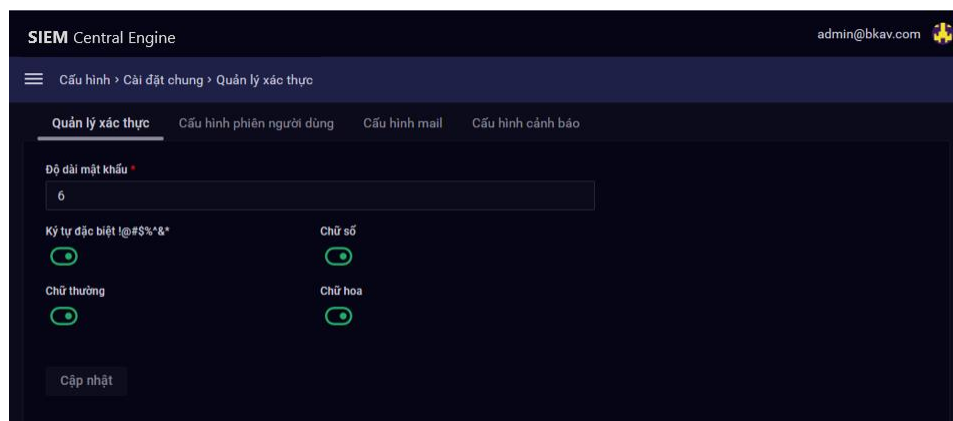 SIEM Central Engine
admin@bkav.com
Cấu hình › Cài đặt chung › Quản lý xác thực
Quản lý xác thực Cấu hình phiên người dùng Cấu hình mail Cấu hình cảnh báo
Độ dài mật khẩu *
6
Ký tự đặc biệt !@#$%^&* Chữ số
Chữ thường Chữ hoa
Cập nhật